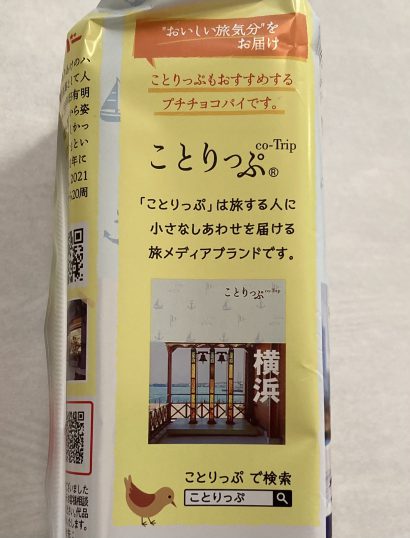 "おいしい旅気分"を
お届け
ことりっぷもおすすめする
プチチョコパイです。
co-Trip
ことりっぷ®
「ことりっぷ」は旅する人に
小さなしあわせを届ける
旅メディアブランドです。
ことりっぷ co-Trip
横浜
ことりっぷ で検索
ことりっぷ
2021
20周